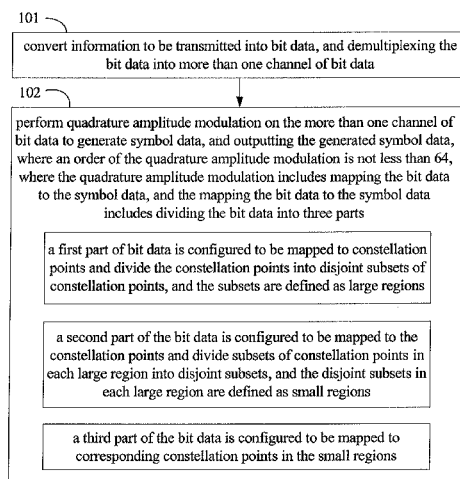 101
convert information to be transmitted into bit data, and demultiplexing the
bit data into more than one channel of bit data
102
perform quadrature amplitude modulation on the more than one channel of
bit data to generate symbol data, and outputting the generated symbol data,
where an order of the quadrature amplitude modulation is not less than 64,
where the quadrature amplitude modulation includes mapping the bit data
to the symbol data, and the mapping the bit data to the symbol data
includes dividing the bit data into three parts
a first part of bit data is configured to be mapped to constellation
points and divide the constellation points into disjoint subsets of
constellation points, and the subsets are defined as large regions
a second part of the bit data is configured to be mapped to the
constellation points and divide subsets of constellation points in
each large region into disjoint subsets, and the disjoint subsets in
each large region are defined as small regions
a third part of the bit data is configured to be mapped to
corresponding constellation points in the small regions